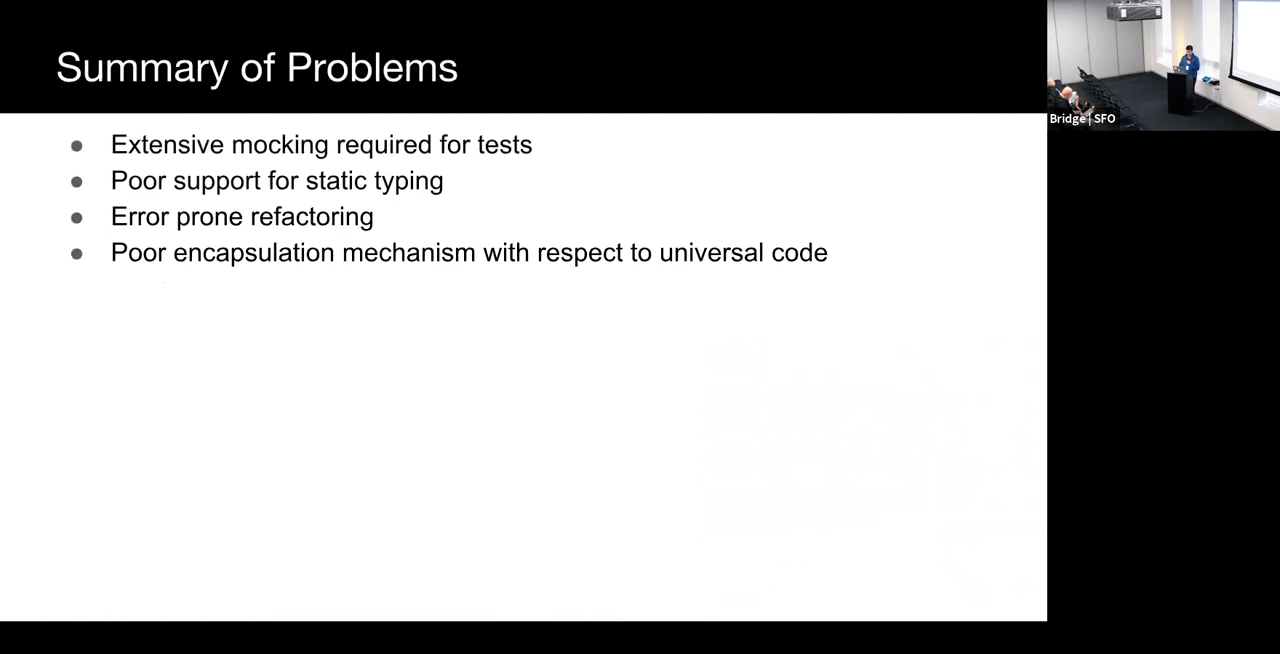 Summary of Problems
● Extensive mocking required for tests
● Poor support for static typing
● Error prone refactoring
● Poor encapsulation mechanism with respect to universal code
Bridge | SFO